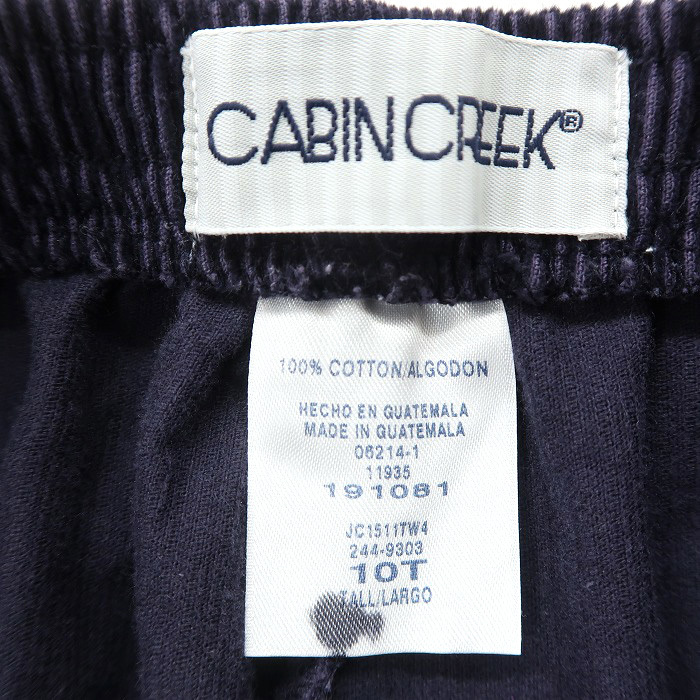 CABIN CREEK®
100% COTTON/ALGODON
HECHO EN GUATEMALA
MADE IN GUATEMALA
06214-1
11935
191081
JC1511TW4
244-9303
10T
TALL/LARGO